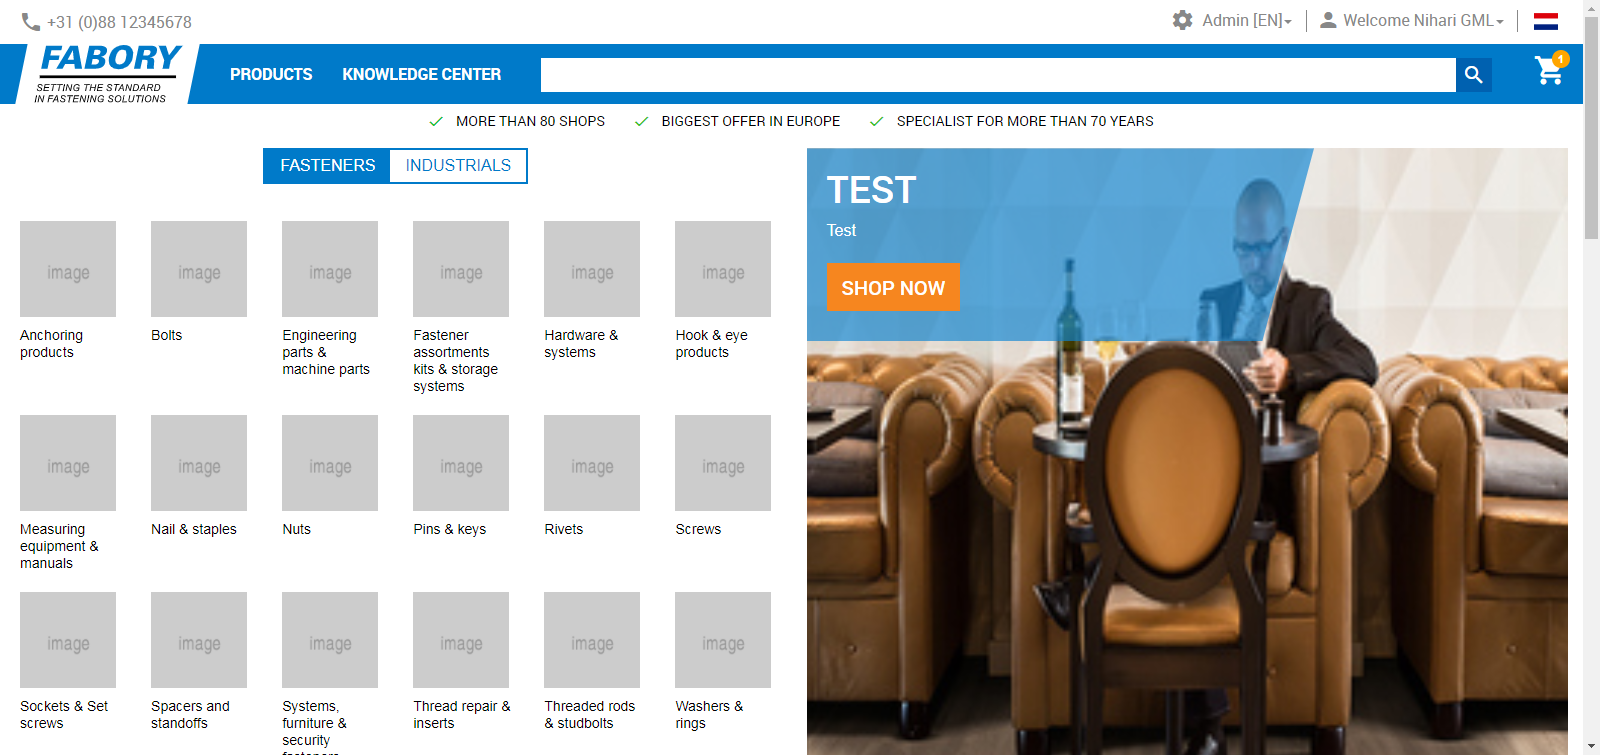 +31 (0)88 12345678
Admin [EN]
Welcome Nihari GML
FABORY
SETTING THE STANDARD
IN FASTENING SOLUTIONS
PRODUCTS
KNOWLEDGE CENTER
1
MORE THAN 80 SHOPS
BIGGEST OFFER IN EUROPE
SPECIALIST FOR MORE THAN 70 YEARS
FASTENERS
INDUSTRIALS
TEST
Test
SHOP NOW
image
image
image
image
image
image
Anchoring
products
Bolts
Engineering
parts &
machine parts
Fastener
assortments
kits & storage
systems
Hardware &
systems
Hook & eye
products
image
image
image
image
image
image
Measuring
equipment &
manuals
Nail & staples
Nuts
Pins & keys
Rivets
Screws
image
image
image
image
image
image
Sockets & Set
screws
Spacers and
standoffs
Systems,
furniture &
security
Thread repair &
inserts
Threaded rods
& studbolts
Washers &
rings